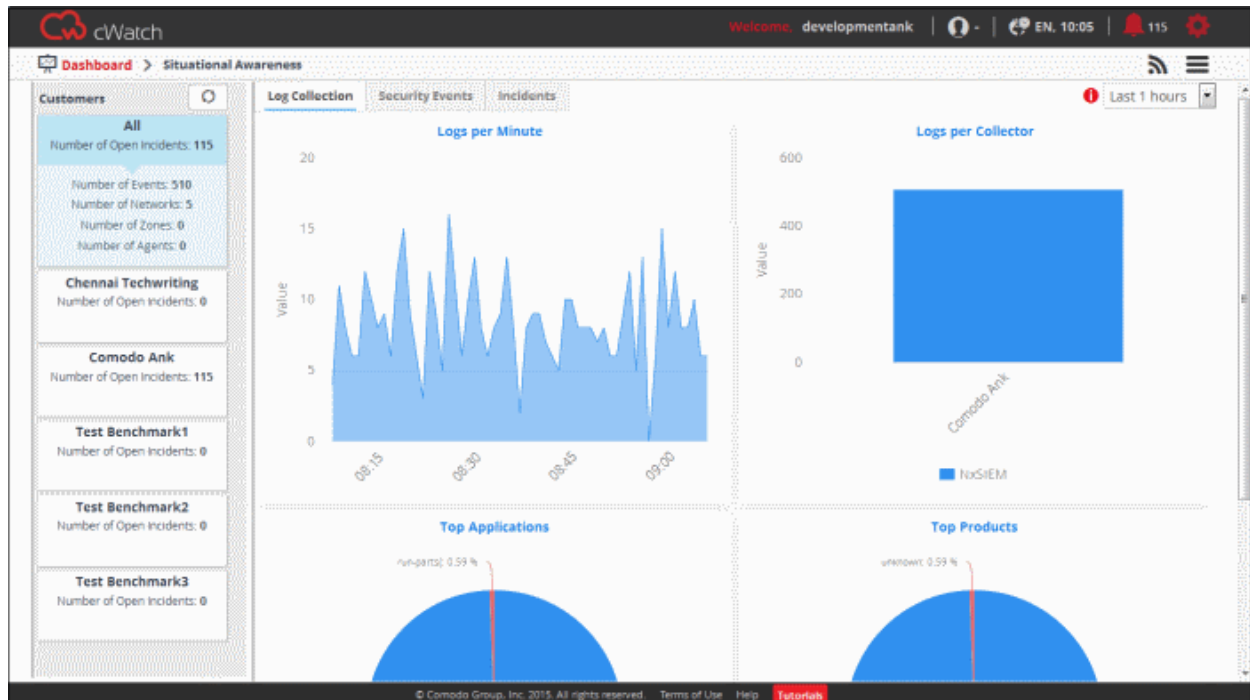 cWatch
Welcome, developmentank | - | EN, 10:05 | 115
Dashboard > Situational Awareness
Customers
All
Number of Open Incidents: 115
Number of Events: 510
Number of Networks: 5
Number of Zones: 0
Number of Agents: 0
Chennai Techwriting
Number of Open Incidents: 0
Comodo Ank
Number of Open Incidents: 115
Test Benchmark1
Number of Open Incidents: 0
Test Benchmark2
Number of Open Incidents: 0
Test Benchmark3
Number of Open Incidents: 0
Log Collection Security Events Incidents
Last 1 hours
Logs per Minute
20
15
10
5
0
Value
08:15 08:30 08:45 09:00
Logs per Collector
600
400
200
0
Value
Comodo Ank
NxSIEM
Top Applications
run-parts): 0.59 %
Top Products
unknown: 0.59 %
© Comodo Group, Inc. 2015. All rights reserved. Terms of Use Help Tutorials